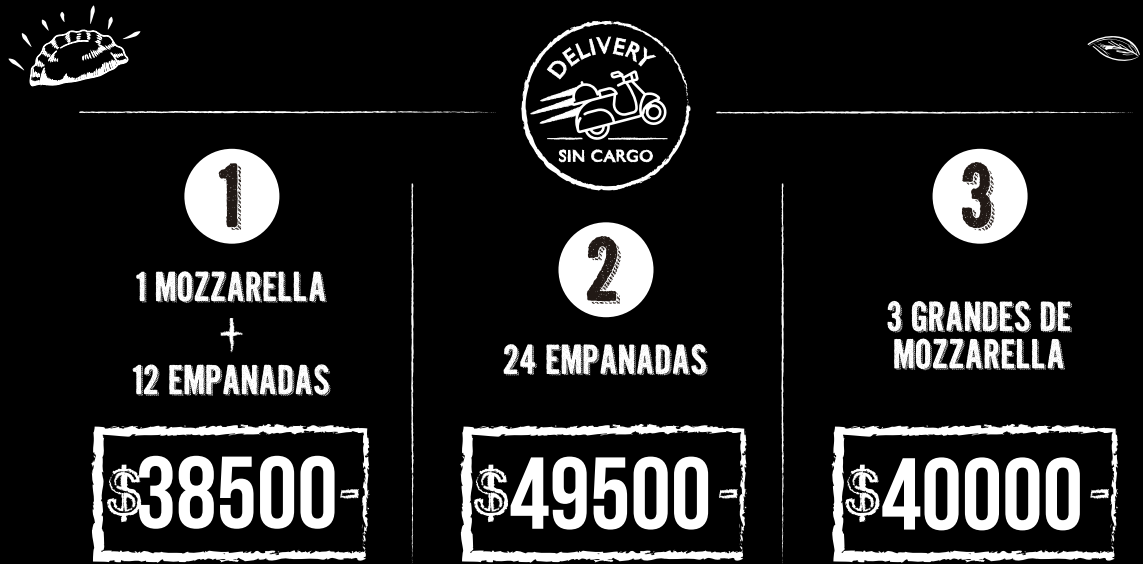 DELIVERY
SIN CARGO
1
1 MOZZARELLA
+
12 EMPANADAS
$38500-
2
24 EMPANADAS
$49500-
3
3 GRANDES DE
MOZZARELLA
$40000-